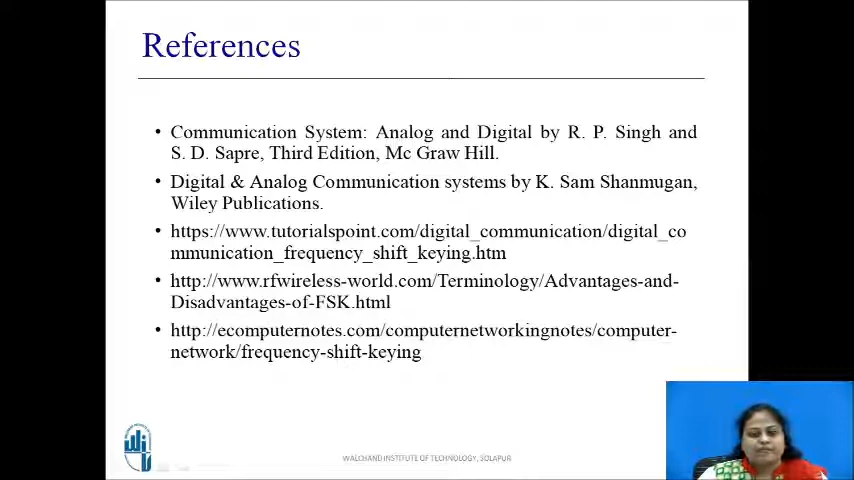 References
• Communication System: Analog and Digital by R. P. Singh and
S. D. Sapre, Third Edition, Mc Graw Hill.
• Digital & Analog Communication systems by K. Sam Shanmugan,
Wiley Publications.
• https://www.tutorialspoint.com/digital_communication/digital_co
mmunication_frequency_shift_keying.htm
• http://www.rfwireless-world.com/Terminology/Advantages-and-
Disadvantages-of-FSK.html
• http://ecomputernotes.com/computernetworkingnotes/computer-
network/frequency-shift-keying
WALCHAND INSTITUTE OF TECHNOLOGY, SOLAPUR